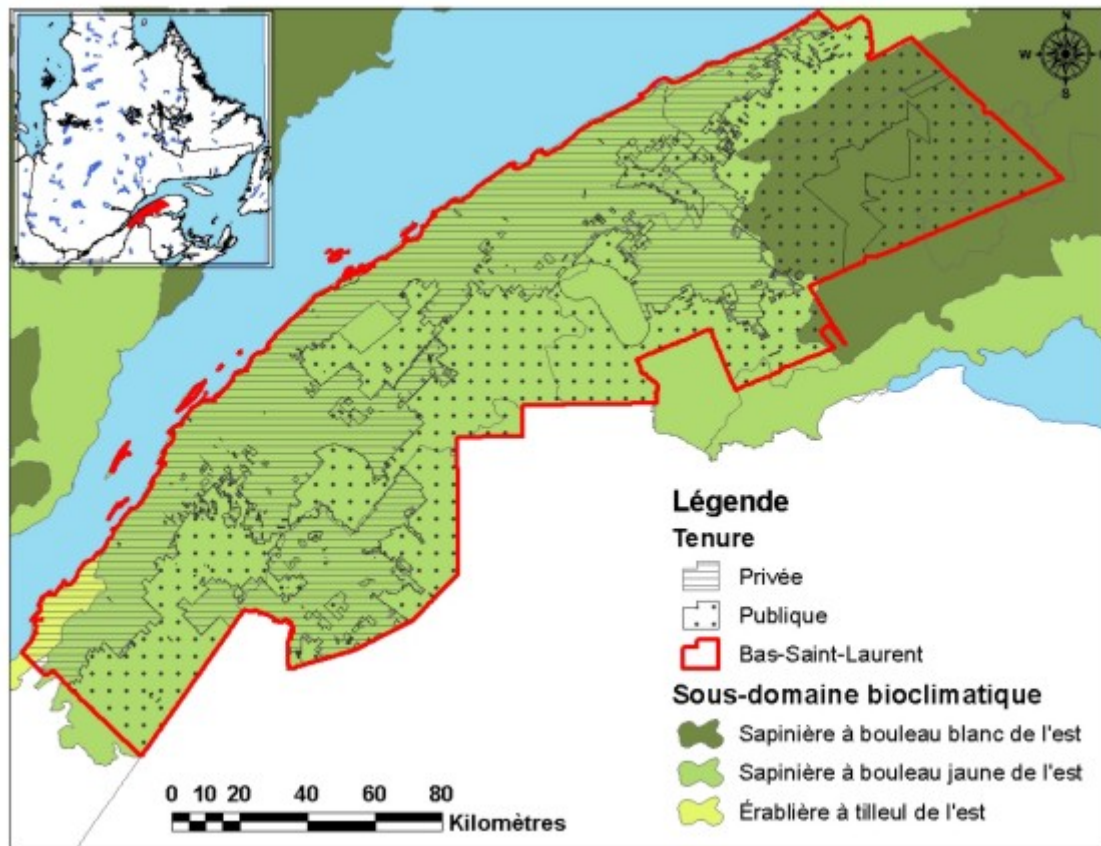 N
W
S
Légende
Tenure
Privée
Publique
Bas-Saint-Laurent
Sous-domaine bioclimatique
Sapinière à bouleau blanc de l'est
Sapinière à bouleau jaune de l'est
Érablière à tilleul de l'est
0 10 20 40 60 80
Kilomètres